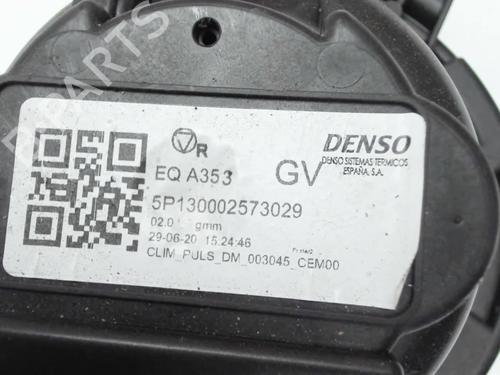 B-PARTS
R
DENSO
DENSO SISTEMAS TERMICOS
ESPAÑA, S.A.
EQ A353
GV
5P130002573029
02.0 gmm
29-06-20 15:24:46
CLIM_PULS_DM_003045_CEM00